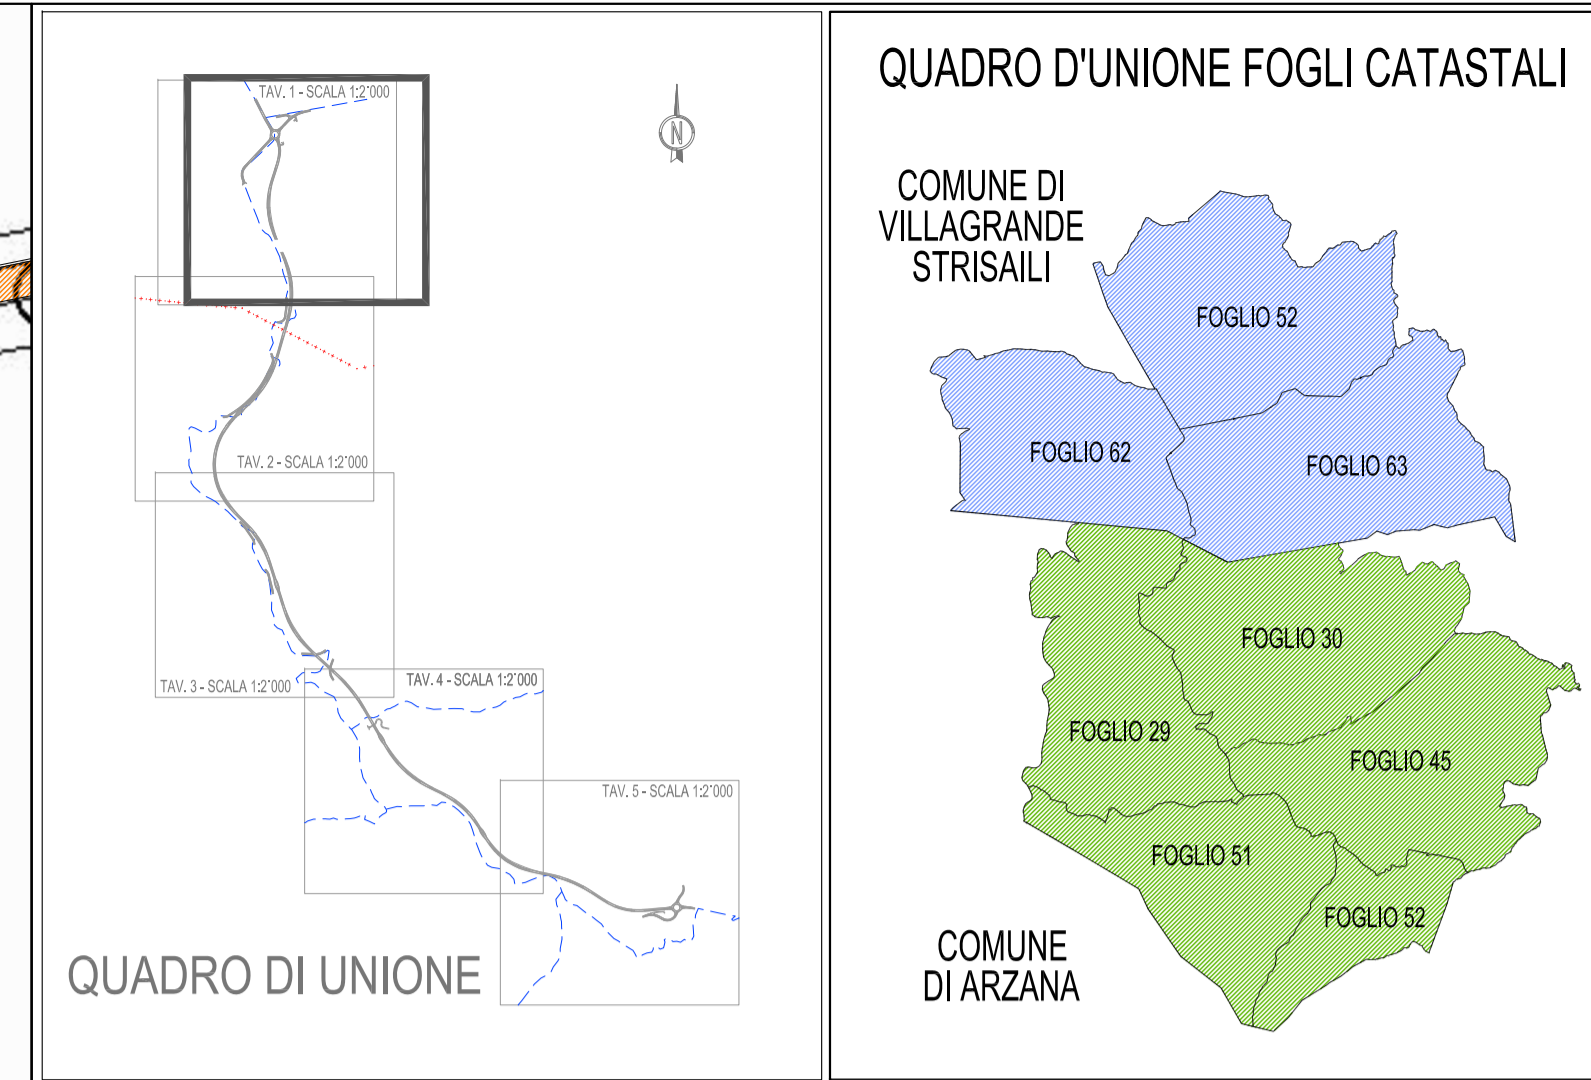 TAV. 1 - SCALA 1:2'000
N
TAV. 2 - SCALA 1:2'000
TAV. 3 - SCALA 1:2'000
TAV. 4 - SCALA 1:2'000
TAV. 5 - SCALA 1:2'000
QUADRO DI UNIONE
QUADRO D'UNIONE FOGLI CATASTALI
COMUNE DI
VILLAGRANDE
STRISAILI
FOGLIO 52
FOGLIO 62
FOGLIO 63
FOGLIO 30
FOGLIO 29
FOGLIO 45
FOGLIO 51
FOGLIO 52
COMUNE
DI ARZANA